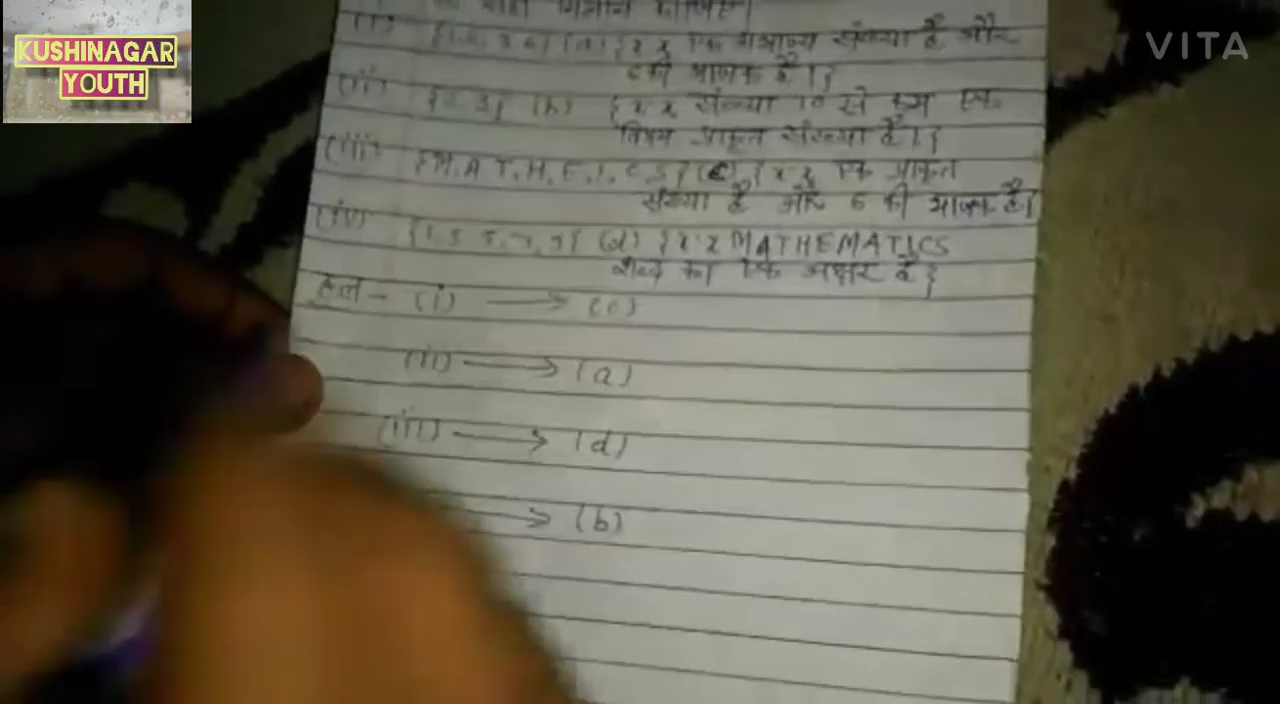 KUSHINAGAR
YOUTH
VITA
(i) {1, 2, 3, 6} (a) {x:x एक अभाज्य संख्या है और
6 की भाजक है।}
(ii) {2, 3} (b) {x:x संख्या 10 से कम एक
विषम प्राकृत संख्या है।}
(iii) {M,A,T,H,E,I,C,S} (c) {x:x एक प्राकृत
संख्या है और 6 की भाजक है।
(iv) {1,3,5,7,9} (d) {x:x MATHEMATICS
शब्द का एक अक्षर है}
हल - (i) → (c)
(ii) → (a)
(iii) → (d)
→ (b)